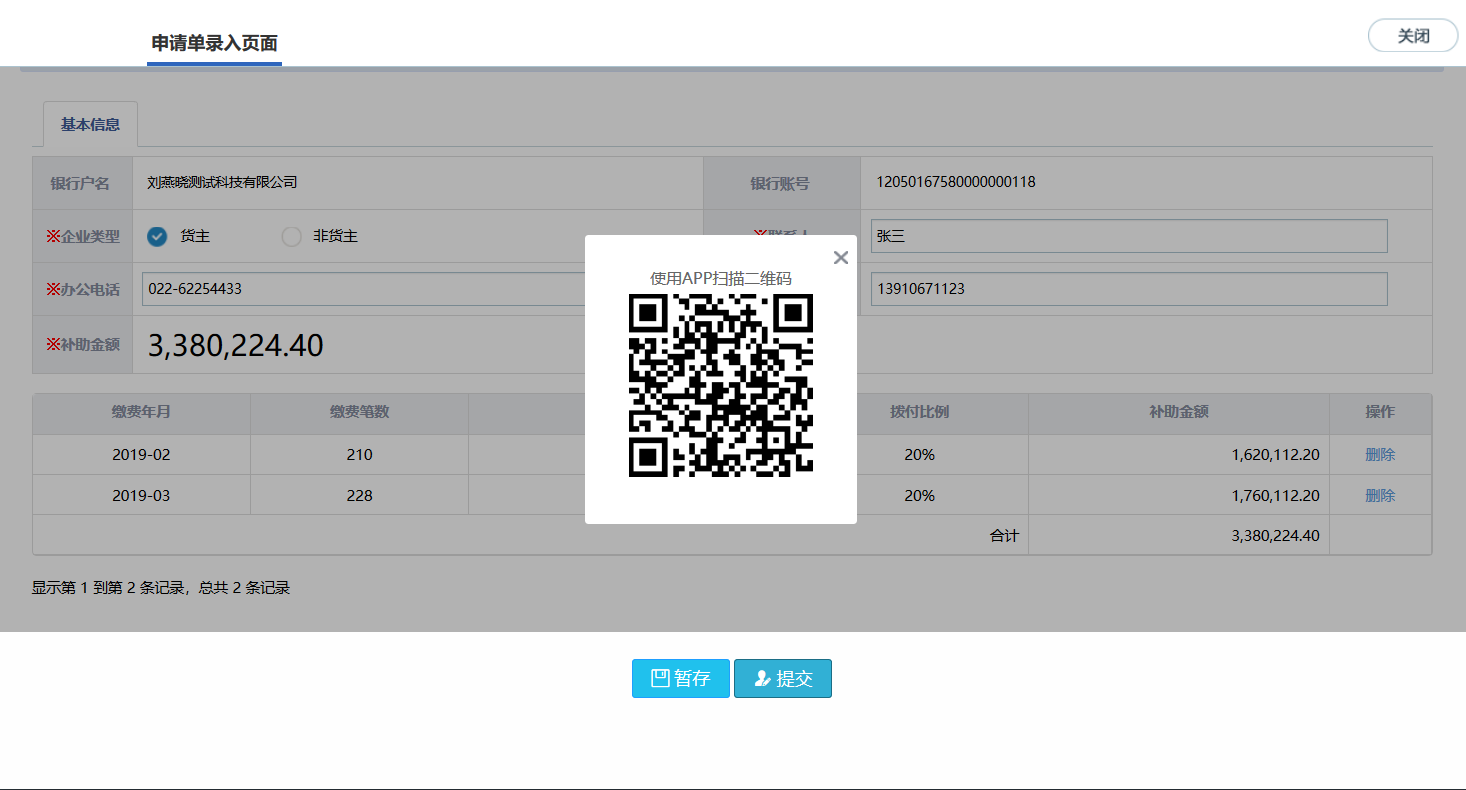 申请单录入页面
关闭
基本信息
银行户名 刘燕晓测试科技有限公司 银行账号 12050167580000000118
※企业类型 货主 非货主 ※联系人 张三
※办公电话 022-62254433 13910671123
※补助金额 3,380,224.40
使用APP扫描二维码
缴费年月 缴费笔数 拨付比例 补助金额 操作
2019-02 210 20% 1,620,112.20 删除
2019-03 228 20% 1,760,112.20 删除
合计 3,380,224.40
显示第 1 到第 2 条记录，总共 2 条记录
暂存 提交